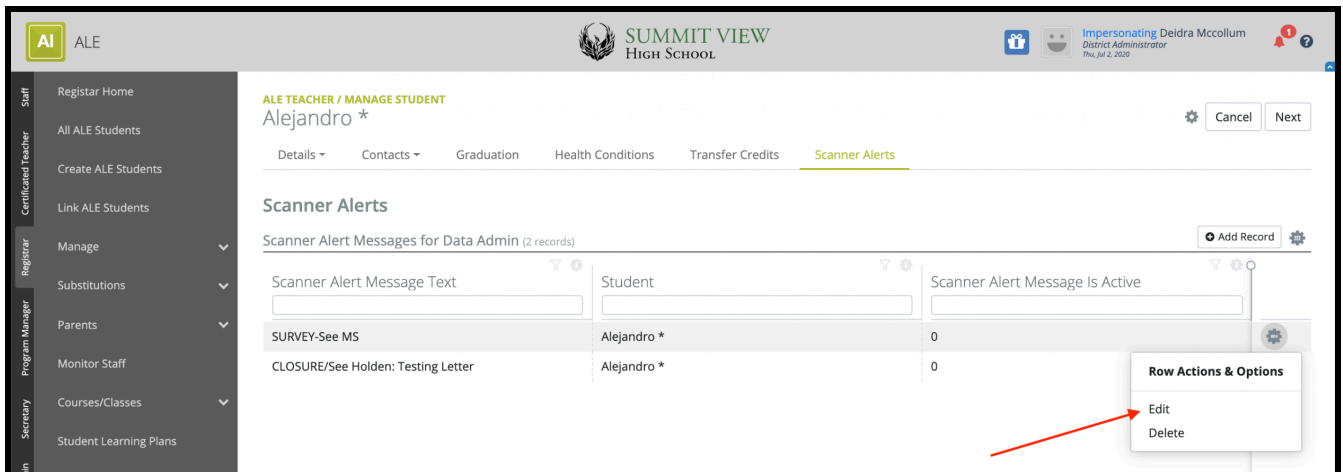 AI ALE
SUMMIT VIEW
HIGH SCHOOL
Impersonating Deidra Mccollum
District Administrator
Thu, Jul 2, 2020
1
Staff
Certificated Teacher
Registrar
Program Manager
Secretary
Registar Home
All ALE Students
Create ALE Students
Link ALE Students
Manage
Substitutions
Parents
Monitor Staff
Courses/Classes
Student Learning Plans
ALE TEACHER / MANAGE STUDENT
Alejandro *
Cancel Next
Details Contacts Graduation Health Conditions Transfer Credits Scanner Alerts
Scanner Alerts
Scanner Alert Messages for Data Admin (2 records)
Add Record
Scanner Alert Message Text Student Scanner Alert Message Is Active
SURVEY-See MS Alejandro * 0
CLOSURE/See Holden: Testing Letter Alejandro * 0
Row Actions & Options
Edit
Delete